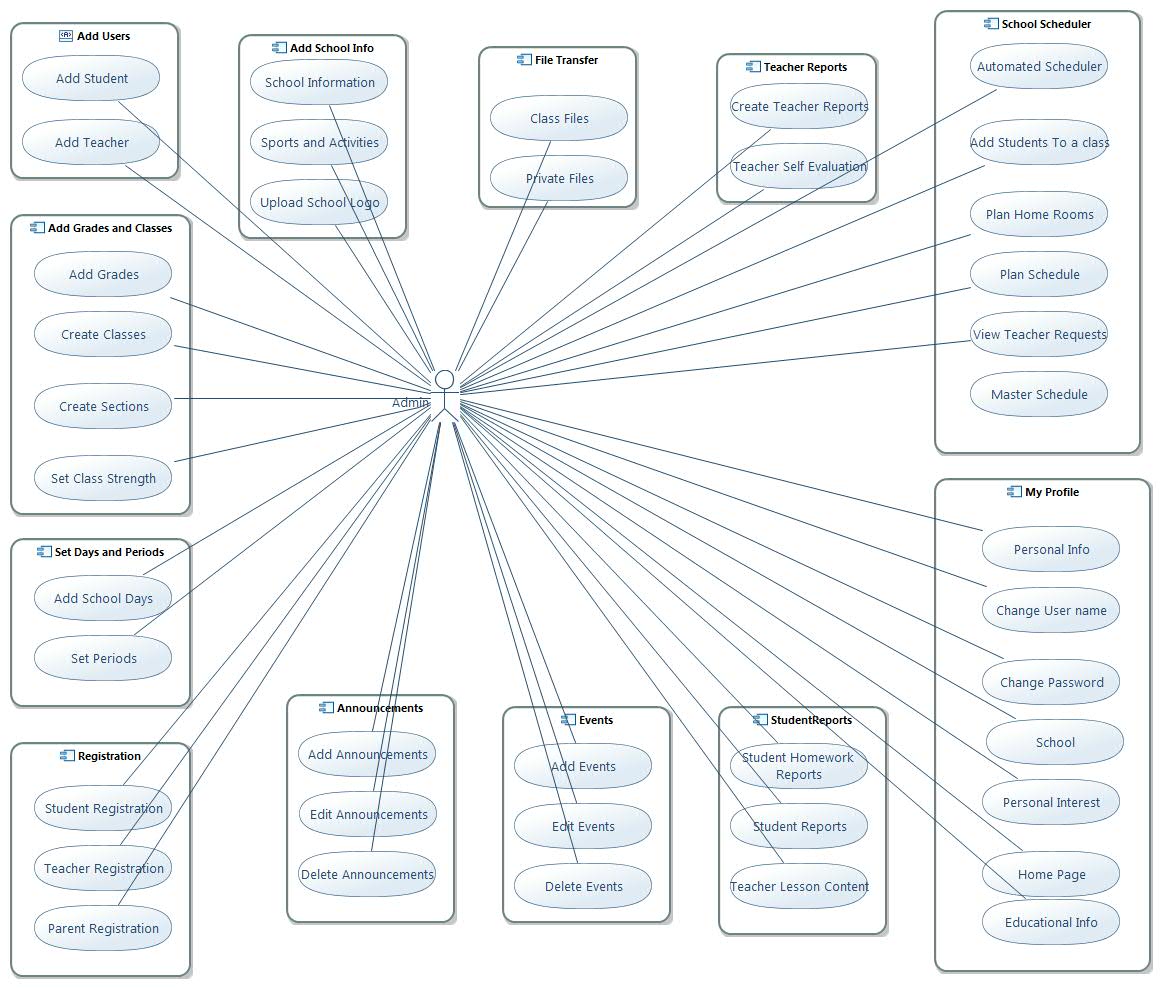 Add Users
Add Student
Add Teacher
Add School Info
School Information
Sports and Activities
Upload School Logo
File Transfer
Class Files
Private Files
Teacher Reports
Create Teacher Reports
Teacher Self Evaluation
School Scheduler
Automated Scheduler
Add Students To a class
Plan Home Rooms
Plan Schedule
View Teacher Requests
Master Schedule
Add Grades and Classes
Add Grades
Create Classes
Create Sections
Set Class Strength
Admin
Set Days and Periods
Add School Days
Set Periods
My Profile
Personal Info
Change User name
Change Password
School
Personal Interest
Home Page
Educational Info
Registration
Student Registration
Teacher Registration
Parent Registration
Announcements
Add Announcements
Edit Announcements
Delete Announcements
Events
Add Events
Edit Events
Delete Events
StudentReports
Student Homework
Reports
Student Reports
Teacher Lesson Content